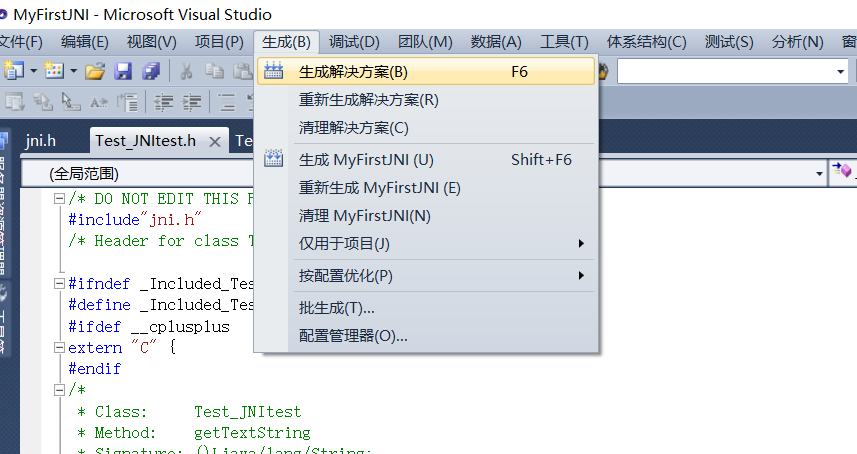 MyFirstJNI - Microsoft Visual Studio
文件(F) 编辑(E) 视图(V) 项目(P) 生成(B) 调试(D) 团队(M) 数据(A) 工具(T) 体系结构(C) 测试(S) 分析(N) 窗
生成解决方案(B) F6
重新生成解决方案(R)
清理解决方案(C)
生成 MyFirstJNI (U) Shift+F6
重新生成 MyFirstJNI (E)
清理 MyFirstJNI(N)
仅用于项目(J)
按配置优化(P)
批生成(T)...
配置管理器(O)...
jni.h Test_JNItest.h Te
(全局范围)
/* DO NOT EDIT THIS F
#include"jni.h"
/* Header for class T
#ifndef _Included_Tes
#define _Included_Tes
#ifdef __cplusplus
extern "C" {
#endif
/*
* Class: Test_JNItest
* Method: getTextString
* Signature: ()Ljava/lang/String;